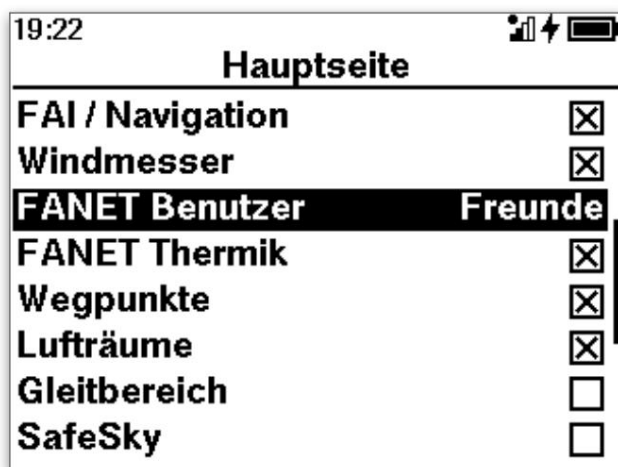 19:22
Hauptseite
FAI / Navigation
Windmesser
FANET Benutzer Freunde
FANET Thermik
Wegpunkte
Lufträume
Gleitbereich
SafeSky